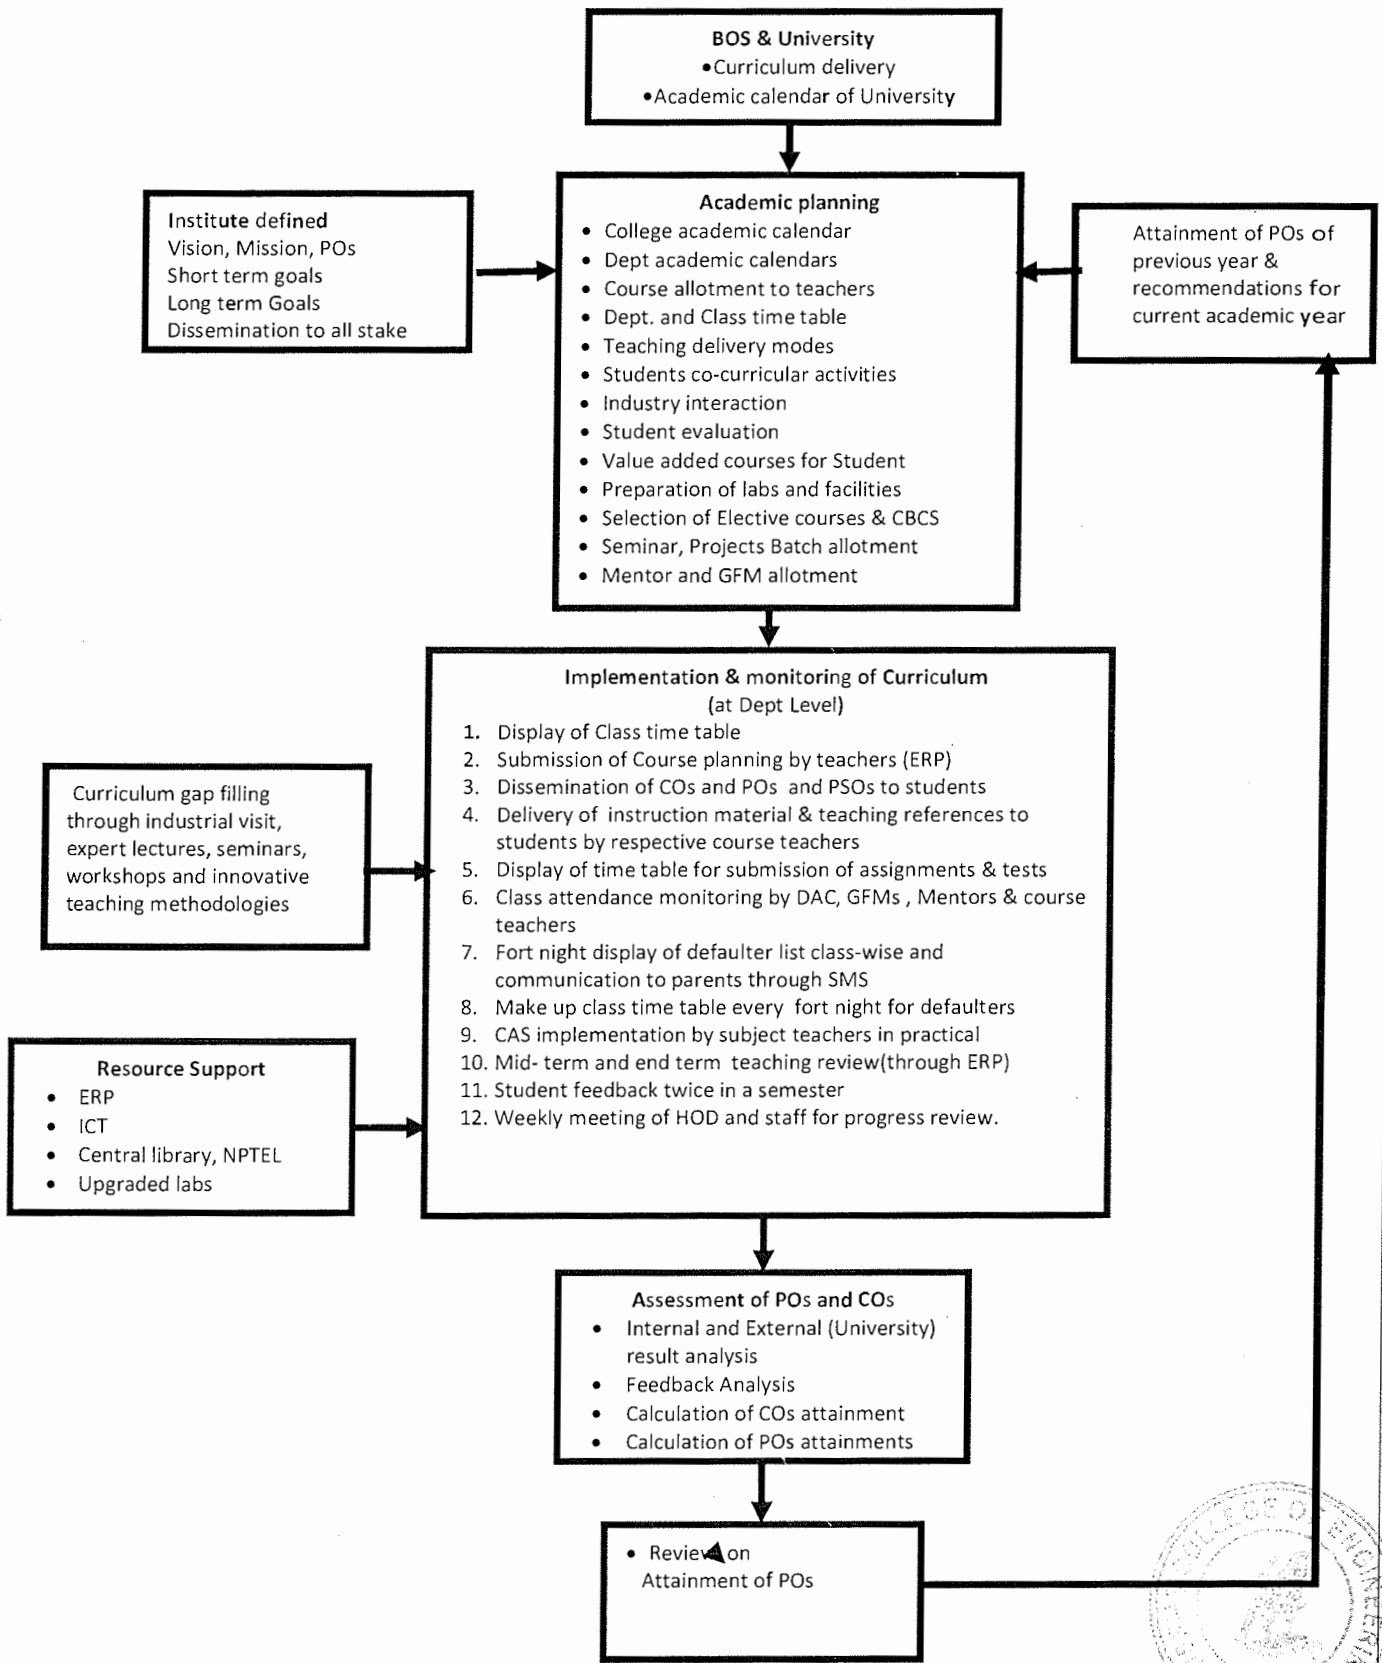 BOS & University
•Curriculum delivery
•Academic calendar of University
Institute defined
Vision, Mission, POs
Short term goals
Long term Goals
Dissemination to all stake
Academic planning
• College academic calendar
• Dept academic calendars
• Course allotment to teachers
• Dept. and Class time table
• Teaching delivery modes
• Students co-curricular activities
• Industry interaction
• Student evaluation
• Value added courses for Student
• Preparation of labs and facilities
• Selection of Elective courses & CBCS
• Seminar, Projects Batch allotment
• Mentor and GFM allotment
Attainment of POs of
previous year &
recommendations for
current academic year
Implementation & monitoring of Curriculum
(at Dept Level)
1. Display of Class time table
2. Submission of Course planning by teachers (ERP)
3. Dissemination of COs and POs and PSOs to students
4. Delivery of instruction material & teaching references to
students by respective course teachers
5. Display of time table for submission of assignments & tests
6. Class attendance monitoring by DAC, GFMs , Mentors & course
teachers
7. Fort night display of defaulter list class-wise and
communication to parents through SMS
8. Make up class time table every fort night for defaulters
9. CAS implementation by subject teachers in practical
10. Mid- term and end term teaching review(through ERP)
11. Student feedback twice in a semester
12. Weekly meeting of HOD and staff for progress review.
Curriculum gap filling
through industrial visit,
expert lectures, seminars,
workshops and innovative
teaching methodologies
Resource Support
• ERP
• ICT
• Central library, NPTEL
• Upgraded labs
Assessment of POs and COs
• Internal and External (University)
result analysis
• Feedback Analysis
• Calculation of COs attainment
• Calculation of POs attainments
• Review on
Attainment of POs
COLLEGE OF